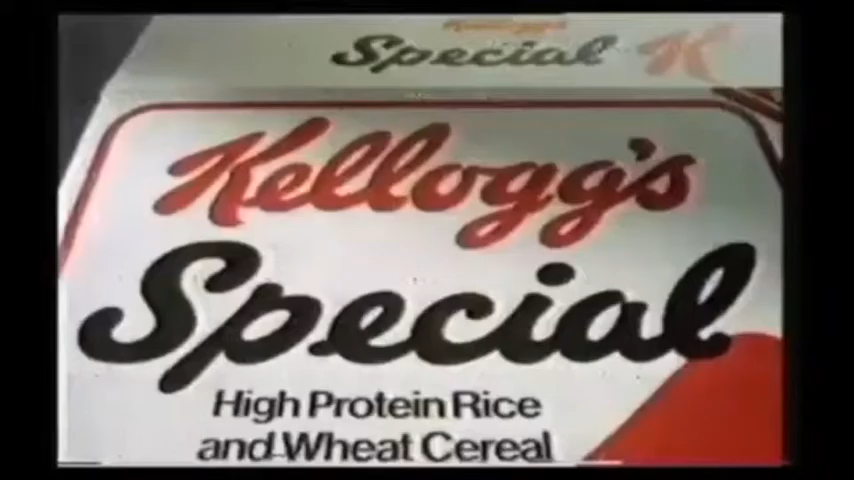 Kellogg's
Special K
Kellogg's
Special
High Protein Rice
and Wheat Cereal